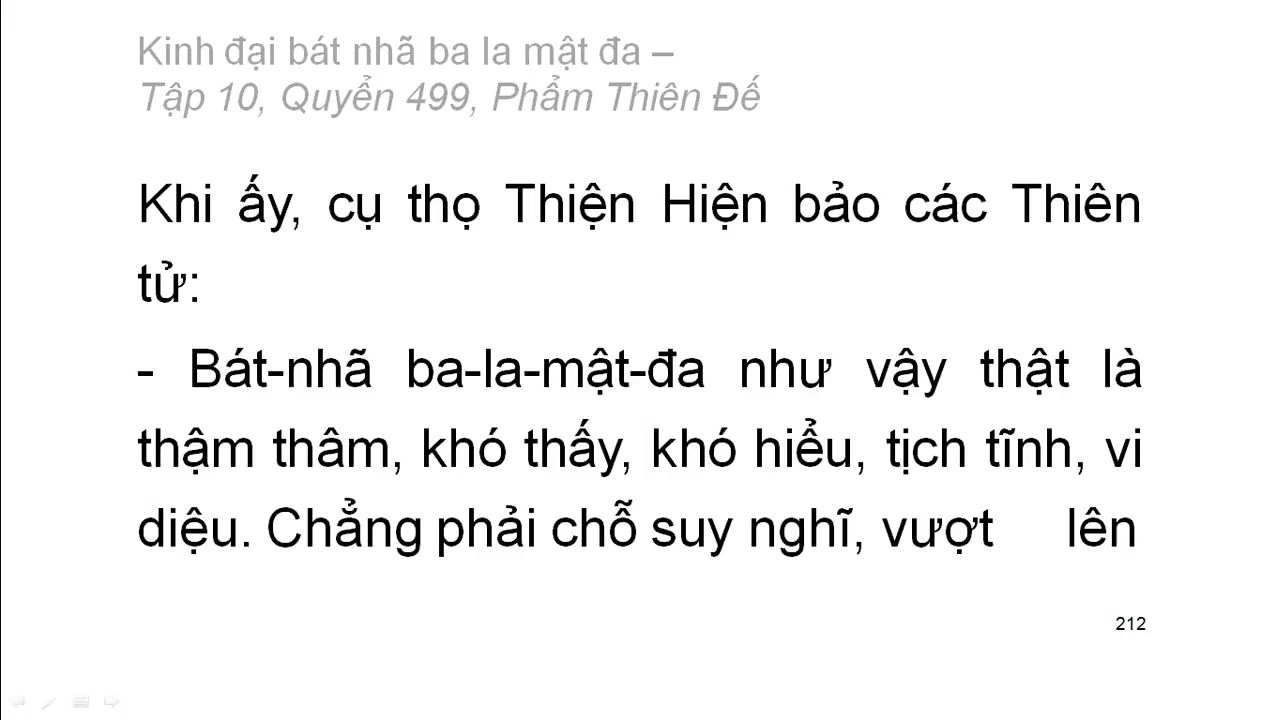 Kinh đại bát nhã ba la mật đa –
Tập 10, Quyển 499, Phẩm Thiên Đế
Khi ấy, cụ thọ Thiện Hiện bảo các Thiên
tử:
- Bát-nhã ba-la-mật-đa như vậy thật là
thậm thâm, khó thấy, khó hiểu, tịch tĩnh, vi
diệu. Chẳng phải chỗ suy nghĩ, vượt lên
212